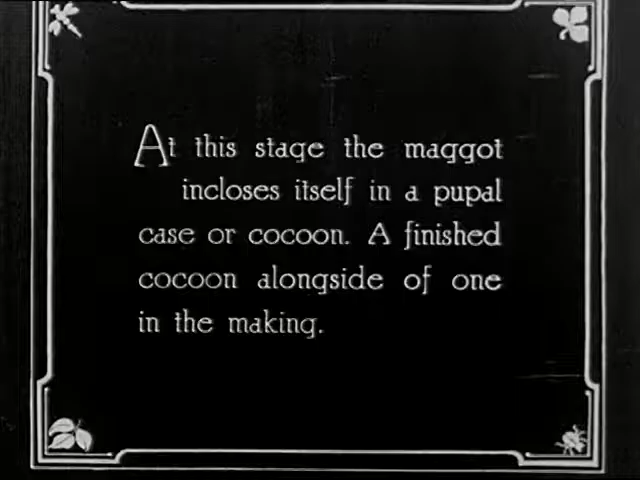 At this stage the maggot
incloses itself in a pupal
case or cocoon. A finished
cocoon alongside of one
in the making.